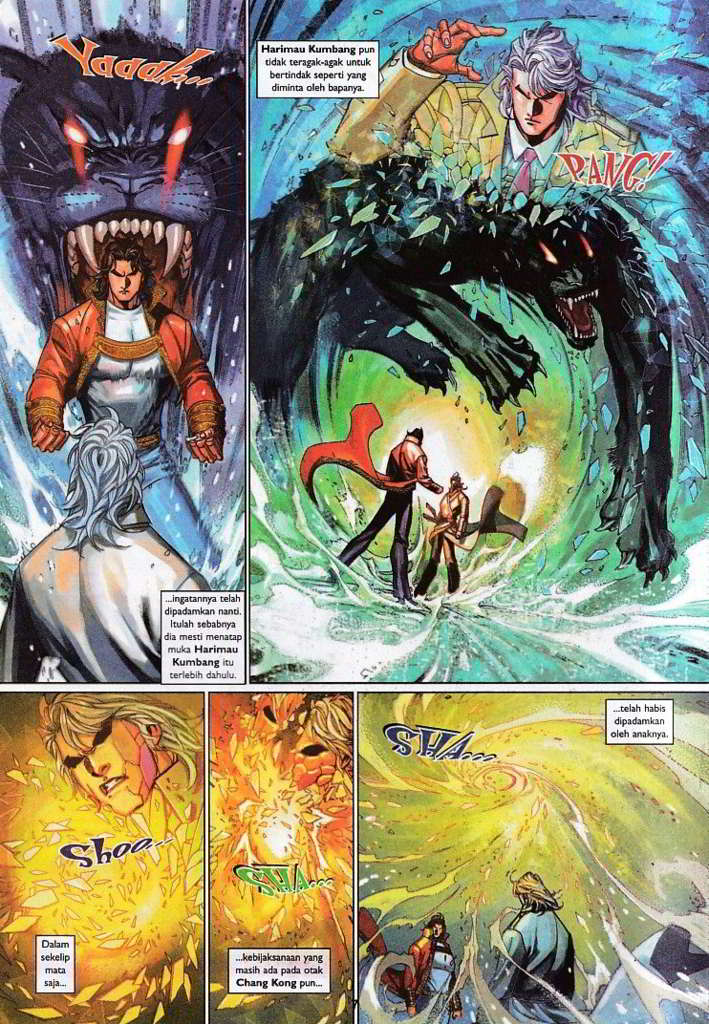 Yaaakh...
...ingatannya telah
dipadamkan nanti.
Itulah sebabnya
dia mesti menatap
muka Harimau
Kumbang itu
terlebih dahulu.
Harimau Kumbang pun
tidak teragak-agak untuk
bertindak seperti yang
diminta oleh bapanya.
PANG!
Shoo...
Dalam
sekelip
mata
saja...
SHA...
...kebijaksanaan yang
masih ada pada otak
Chang Kong pun...
SHA...
...telah habis
dipadamkan
oleh anaknya.
7